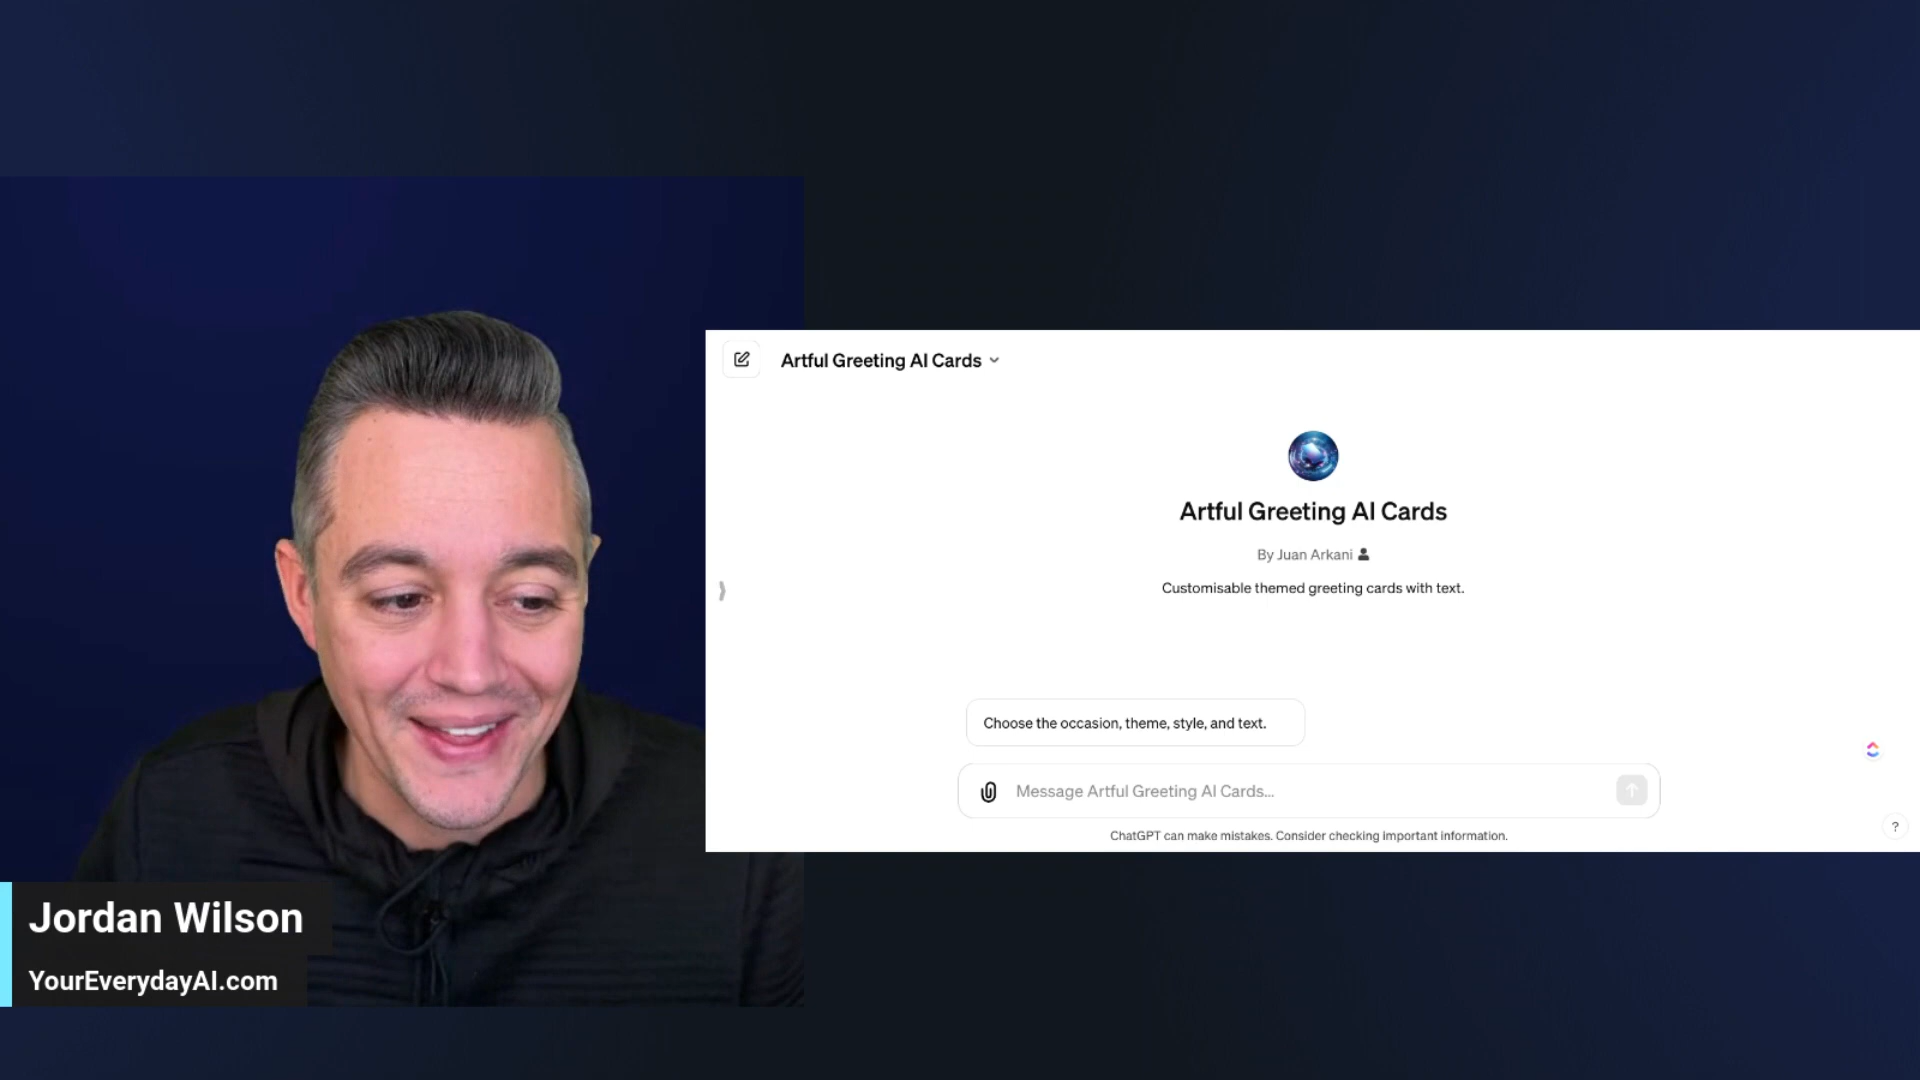 Artful Greeting AI Cards
Artful Greeting AI Cards
By Juan Arkani
Customisable themed greeting cards with text.
Choose the occasion, theme, style, and text.
Message Artful Greeting AI Cards...
ChatGPT can make mistakes. Consider checking important information.
?
Jordan Wilson
YourEverydayAI.com